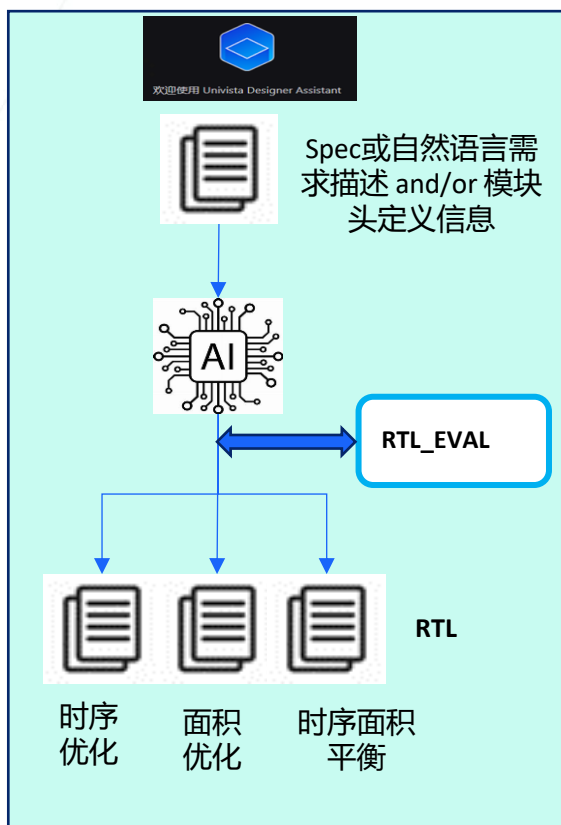 欢迎使用 Univista Designer Assistant
Spec或自然语言需
求描述 and/or 模块
头定义信息
AI
RTL_EVAL
RTL
时序
优化
面积
优化
时序面积
平衡